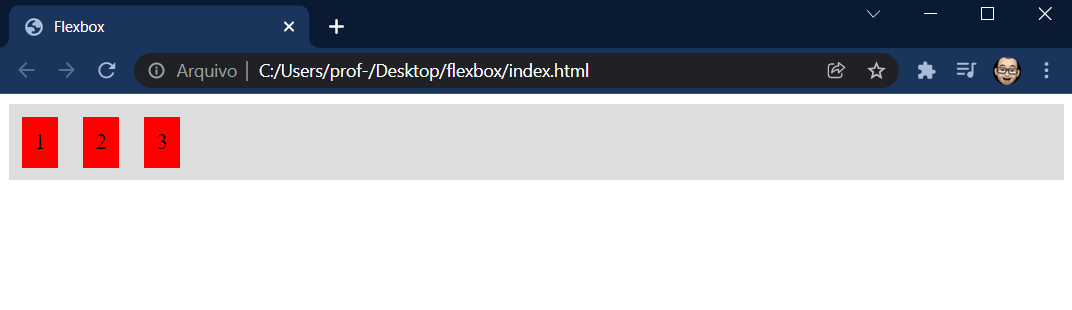 Flexbox
Arquivo | C:/Users/prof-/Desktop/flexbox/index.html
1 2 3